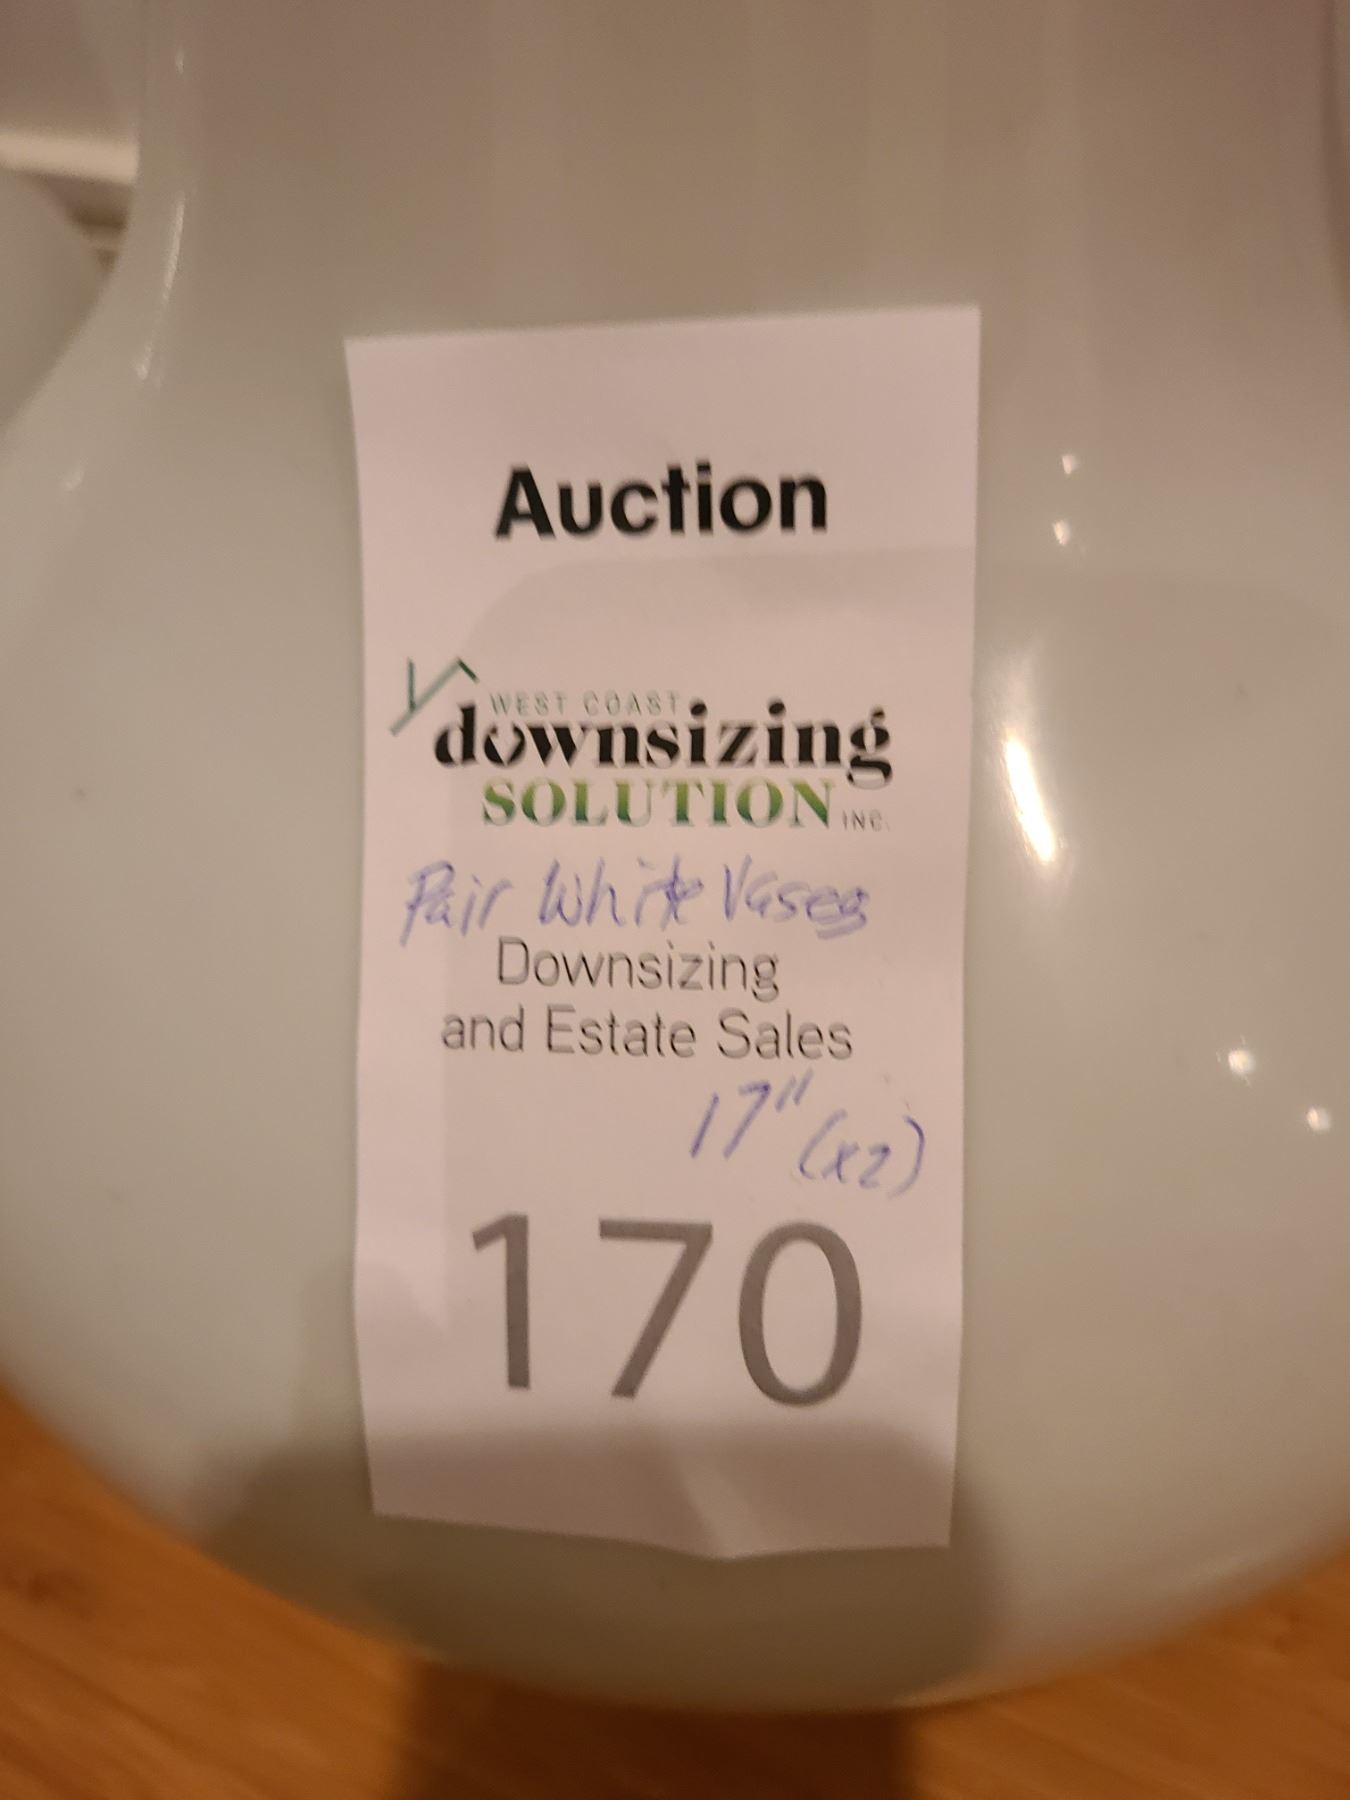 Auction
WEST COAST
downsizing
SOLUTION INC.
Pair White Vases
Downsizing
and Estate Sales
17" (x2)
170